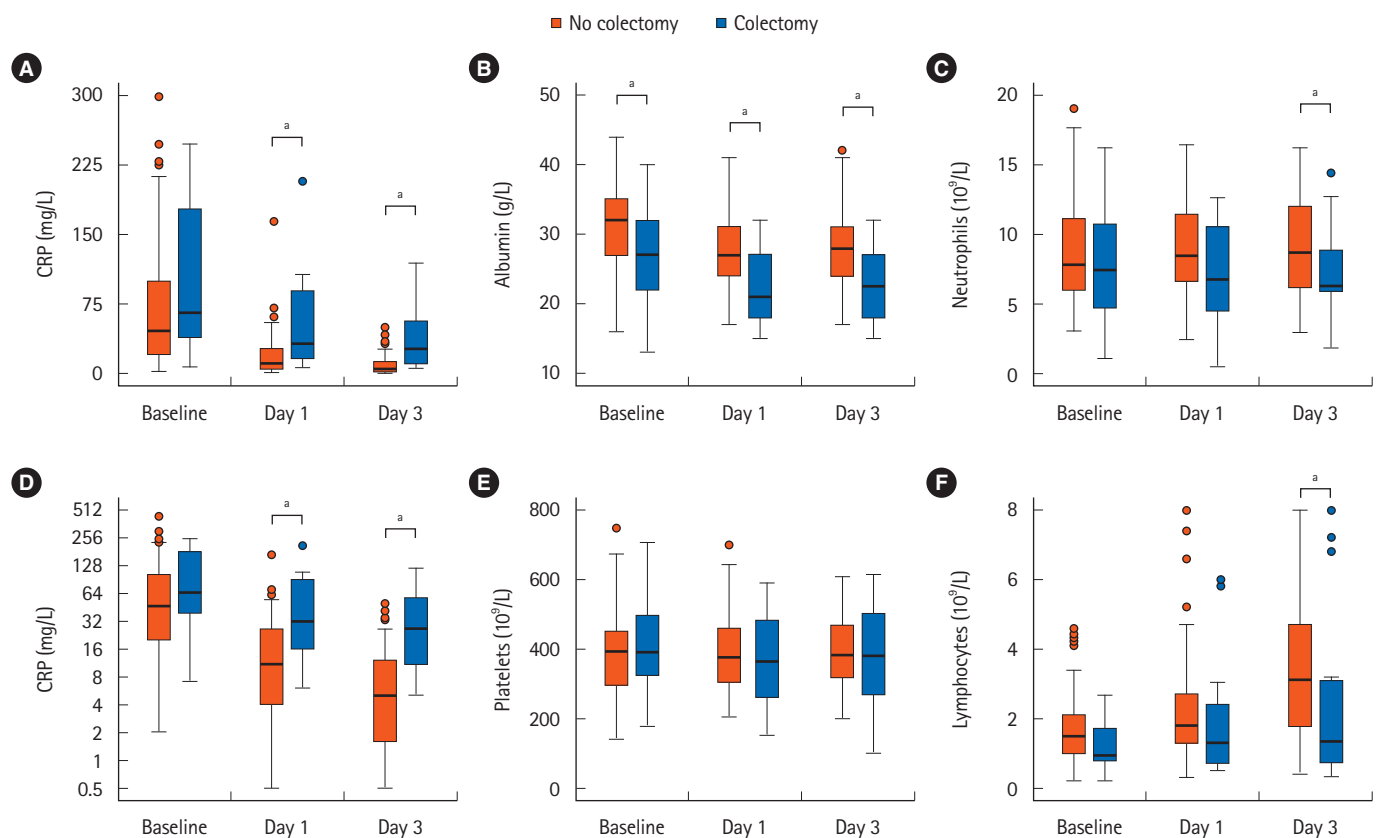 No colectomy Colectomy
A
CRP (mg/L)
300
225
150
75
0
a
a
Baseline Day 1 Day 3
B
Albumin (g/L)
50
40
30
20
10
a
a
a
Baseline Day 1 Day 3
C
Neutrophils (10⁹/L)
20
15
10
5
0
a
Baseline Day 1 Day 3
D
CRP (mg/L)
512
256
128
64
32
16
8
4
2
1
0.5
a
a
Baseline Day 1 Day 3
E
Platelets (10⁹/L)
800
600
400
200
0
Baseline Day 1 Day 3
F
Lymphocytes (10⁹/L)
8
6
4
2
0
a
Baseline Day 1 Day 3